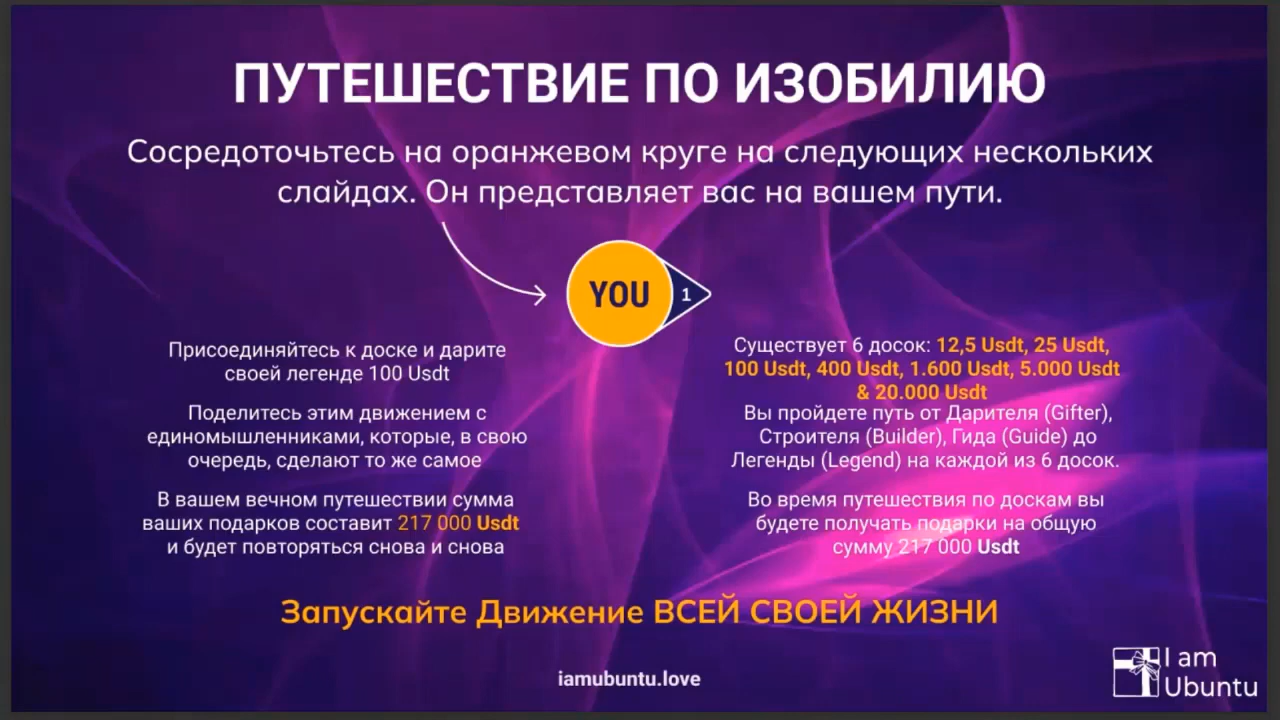 ПУТЕШЕСТВИЕ ПО ИЗОБИЛИЮ
Сосредоточьтесь на оранжевом круге на следующих нескольких
слайдах. Он представляет вас на вашем пути.
YOU
1
Присоединяйтесь к доске и дарите
своей легенде 100 Usdt
Поделитесь этим движением с
единомышленниками, которые, в свою
очередь, сделают то же самое
В вашем вечном путешествии сумма
ваших подарков составит 217 000 Usdt
и будет повторяться снова и снова
Существует 6 досок: 12,5 Usdt, 25 Usdt,
100 Usdt, 400 Usdt, 1.600 Usdt, 5.000 Usdt
& 20.000 Usdt
Вы пройдете путь от Дарителя (Gifter),
Строителя (Builder), Гида (Guide) до
Легенды (Legend) на каждой из 6 досок.
Во время путешествия по доскам вы
будете получать подарки на общую
сумму 217 000 Usdt
Запускайте Движение ВСЕЙ СВОЕЙ ЖИЗНИ
iamubuntu.love
I am
Ubuntu